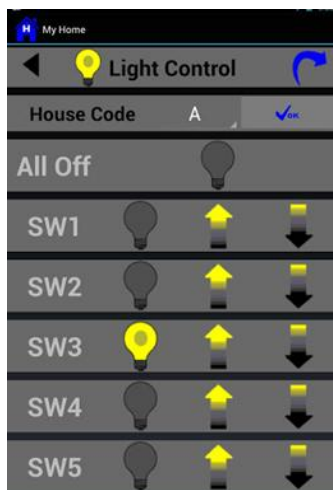 H My Home
Light Control
House Code A OK
All Off
SW1
SW2
SW3
SW4
SW5